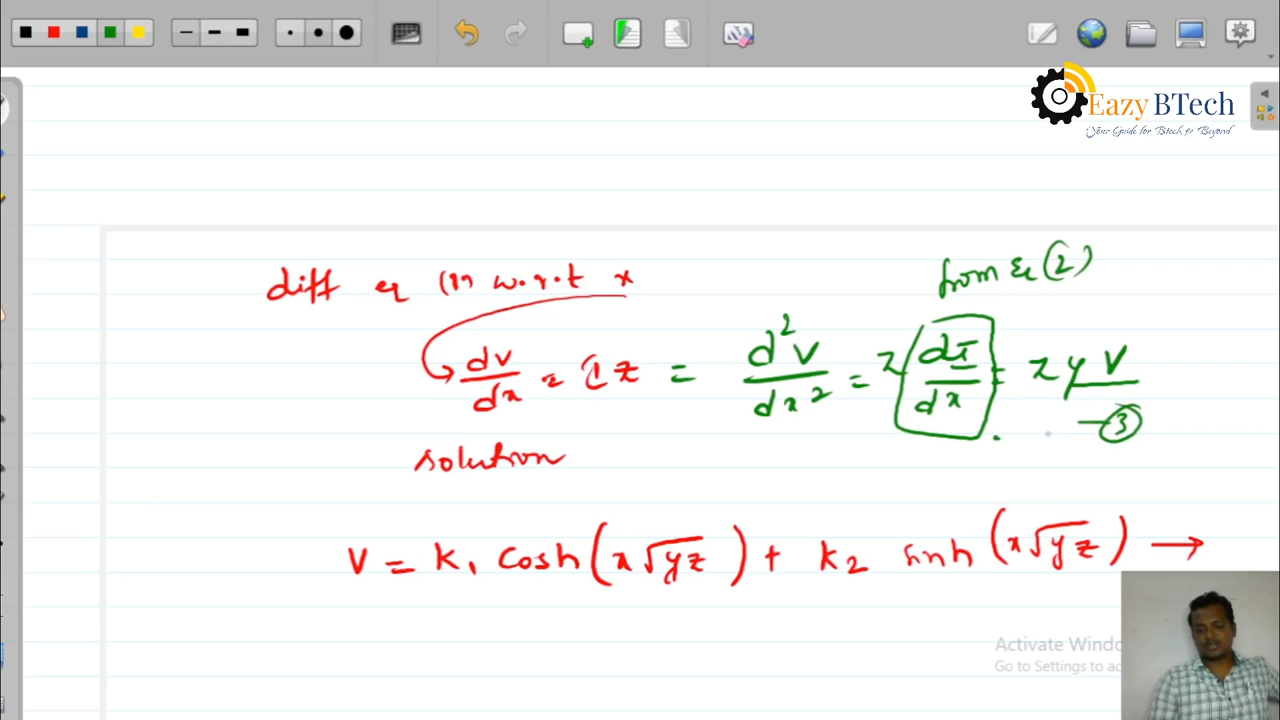 Eazy BTech
Your Guide for Btech & Beyond
diff eq (1) w.r.t x
from Eq (2)
dv/dx = Iz = d²V/dx² = z dI/dx = zyV
-③
solution
V = K₁ cosh(x√yz) + K₂ sinh(x√yz) →
Activate Windo
Go to Settings to ac